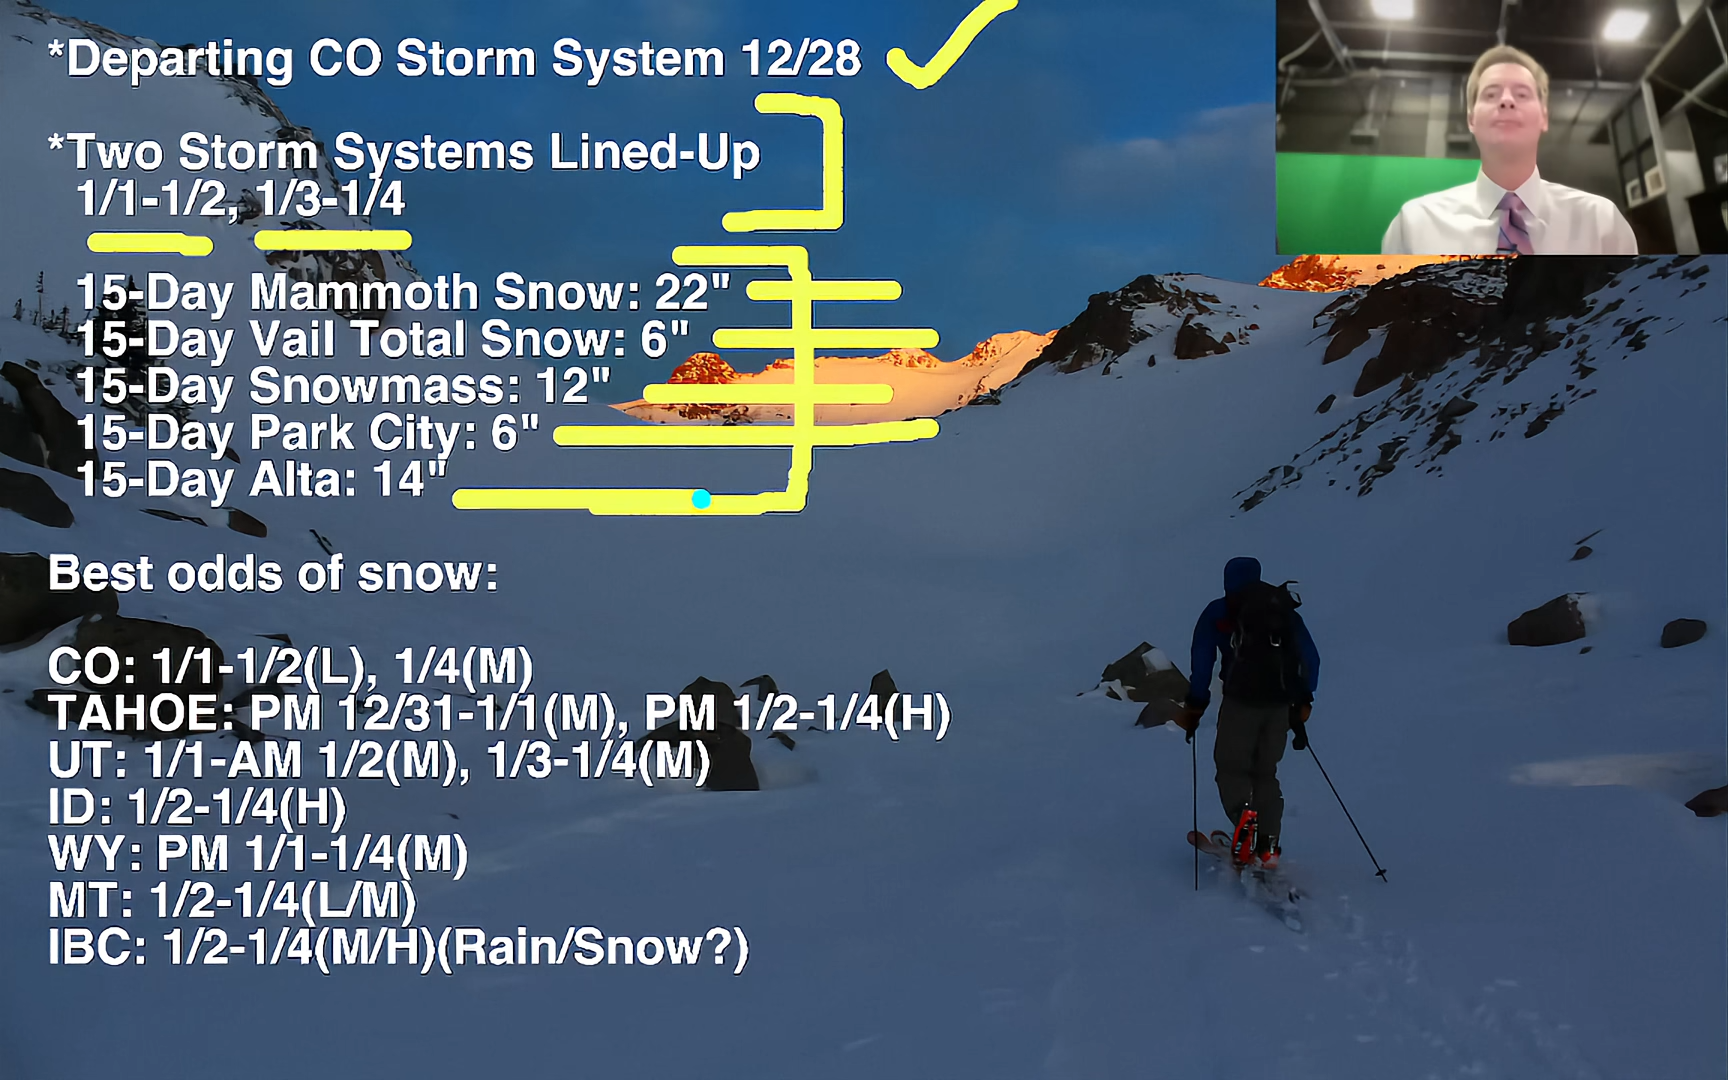 *Departing CO Storm System 12/28
*Two Storm Systems Lined-Up
1/1-1/2, 1/3-1/4
15-Day Mammoth Snow: 22"
15-Day Vail Total Snow: 6"
15-Day Snowmass: 12"
15-Day Park City: 6"
15-Day Alta: 14"
Best odds of snow:
CO: 1/1-1/2(L), 1/4(M)
TAHOE: PM 12/31-1/1(M), PM 1/2-1/4(H)
UT: 1/1-AM 1/2(M), 1/3-1/4(M)
ID: 1/2-1/4(H)
WY: PM 1/1-1/4(M)
MT: 1/2-1/4(L/M)
IBC: 1/2-1/4(M/H)(Rain/Snow?)